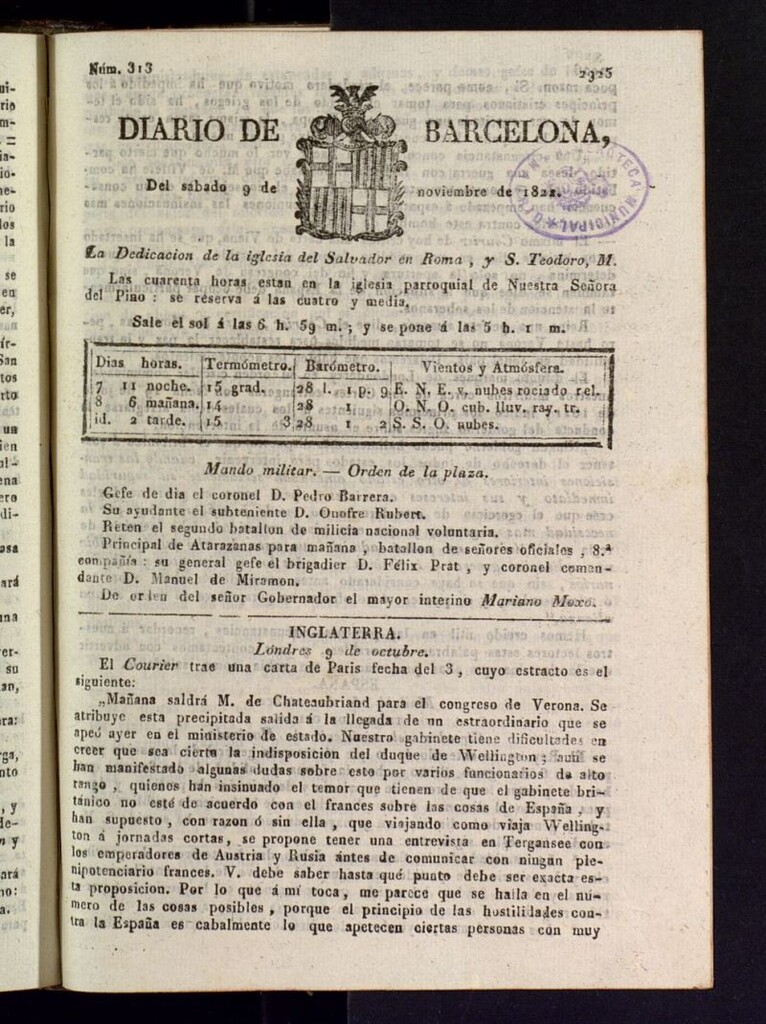 Núm. 313
2325
DIARIO DE BARCELONA,
Del sabado 9 de noviembre de 1822.
La Dedicacion de la iglesia del Salvador en Roma, y S. Teodoro, M.
Las cuarenta horas estan en la iglesia parroquial de Nuestra Señora
del Pino: se reserva á las cuatro y media.
Sale el sol á las 6 h. 59 m.; y se pone á las 5 h. 1 m.
Dias horas. Termómetro. Barómetro. Vientos y Atmósfera.
7 11 noche. 15 grad. 28 l. 1 p. 9 E. N. E. v. nubes rociado rel.
8 6 mañana. 14 28 1 O. N. O. cub. lluv. ray. tr.
id. 2 tarde. 15 3 28 1 2 S. S. O. nubes.
Mando militar. — Orden de la plaza.
Gefe de dia el coronel D. Pedro Barrera.
Su ayudante el subteniente D. Onofre Rubert.
Reten el segundo batallon de milicia nacional voluntaria.
Principal de Atarazanas para mañana, batallon de señores oficiales, 8.ª
compañía: su general gefe el brigadier D. Félix Prat, y coronel coman-
dante D. Manuel de Miramon.
De orden del señor Gobernador el mayor interino Mariano Moxó.
INGLATERRA.
Lóndres 9 de octubre.
El Courier trae una carta de Paris fecha del 3, cuyo estracto es el
siguiente:
„Mañana saldrá M. de Chateaubriand para el congreso de Verona. Se
atribuye esta precipitada salida á la llegada de un estraordinario que se
apeó ayer en el ministerio de estado. Nuestro gabinete tiene dificultades en
creer que sea cierta la indisposicion del duque de Wellington; aun se
han manifestado algunas dudas sobre esto por varios funcionarios de alto
rango, quienes han insinuado el temor que tienen de que el gabinete bri-
tánico no esté de acuerdo con el frances sobre las cosas de España, y
han supuesto, con razon ó sin ella, que viajando como viaja Welling-
ton á jornadas cortas, se propone tener una entrevista en Tergansee con
los emperadores de Austria y Rusia ántes de comunicar con ningun ple-
nipotenciario frances. V. debe saber hasta qué punto debe ser exacta es-
ta proposicion. Por lo que á mí toca, me parece que se halla en el nú-
mero de las cosas posibles, porque el principio de las hostilidades con-
tra la España es cabalmente lo que apetecen ciertas personas con muy